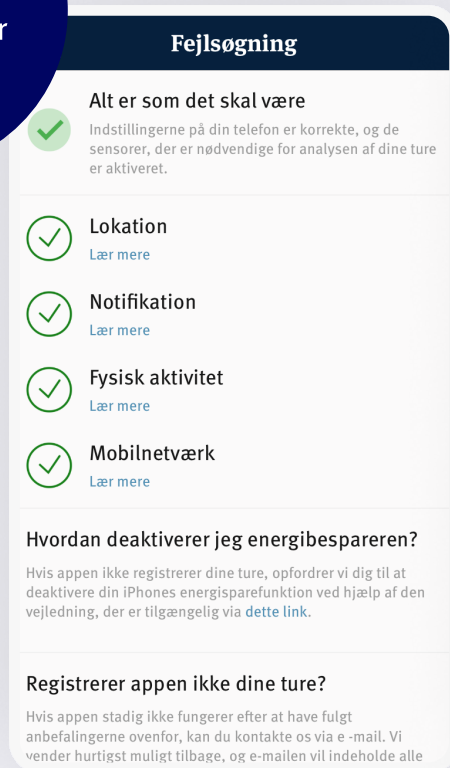 r
Fejlsøgning
Alt er som det skal være
Indstillingerne på din telefon er korrekte, og de
sensorer, der er nødvendige for analysen af dine ture
er aktiveret.
Lokation
Lær mere
Notifikation
Lær mere
Fysisk aktivitet
Lær mere
Mobilnetværk
Lær mere
Hvordan deaktiverer jeg energibespareren?
Hvis appen ikke registrerer dine ture, opfordrer vi dig til at
deaktivere din iPhones energisparefunktion ved hjælp af den
vejledning, der er tilgængelig via dette link.
Registrerer appen ikke dine ture?
Hvis appen stadig ikke fungerer efter at have fulgt
anbefalingerne ovenfor, kan du kontakte os via e -mail. Vi
vender hurtigst muligt tilbage, og e-mailen vil indeholde alle